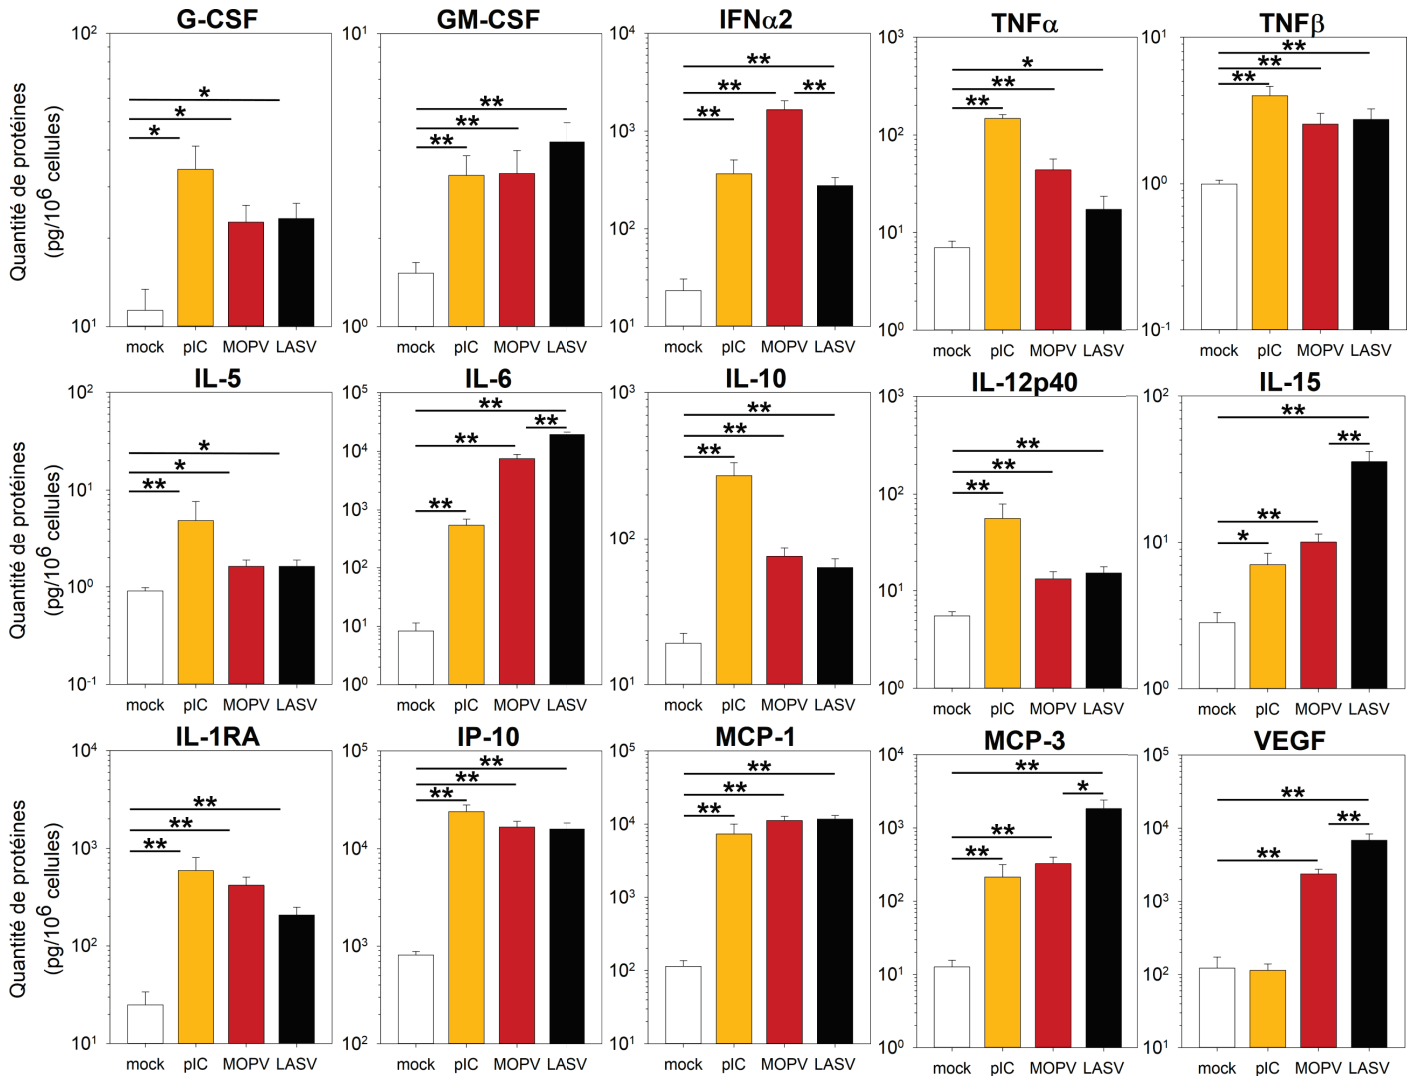 G-CSF GM-CSF IFNα2 TNFα TNFβ
Quantité de protéines
(pg/10⁶ cellules)
10² 10¹
* * *
mock pIC MOPV LASV
10¹ 10⁰
** ** **
mock pIC MOPV LASV
10⁴ 10³ 10² 10¹
** ** ** **
mock pIC MOPV LASV
10³ 10² 10¹ 10⁰
* ** **
mock pIC MOPV LASV
10¹ 10⁰ 10⁻¹
** ** **
mock pIC MOPV LASV
IL-5 IL-6 IL-10 IL-12p40 IL-15
Quantité de protéines
(pg/10⁶ cellules)
10² 10¹ 10⁰ 10⁻¹
* * **
mock pIC MOPV LASV
10⁵ 10⁴ 10³ 10² 10¹ 10⁰
** ** ** **
mock pIC MOPV LASV
10³ 10² 10¹
** ** **
mock pIC MOPV LASV
10³ 10² 10¹ 10⁰
** ** **
mock pIC MOPV LASV
10² 10¹ 10⁰
** ** ** *
mock pIC MOPV LASV
IL-1RA IP-10 MCP-1 MCP-3 VEGF
Quantité de protéines
(pg/10⁶ cellules)
10⁴ 10³ 10² 10¹
** ** **
mock pIC MOPV LASV
10⁵ 10⁴ 10³ 10²
** ** **
mock pIC MOPV LASV
10⁵ 10⁴ 10³ 10² 10¹
** ** **
mock pIC MOPV LASV
10⁴ 10³ 10² 10¹ 10⁰
** * ** **
mock pIC MOPV LASV
10⁵ 10⁴ 10³ 10² 10¹
** ** **
mock pIC MOPV LASV